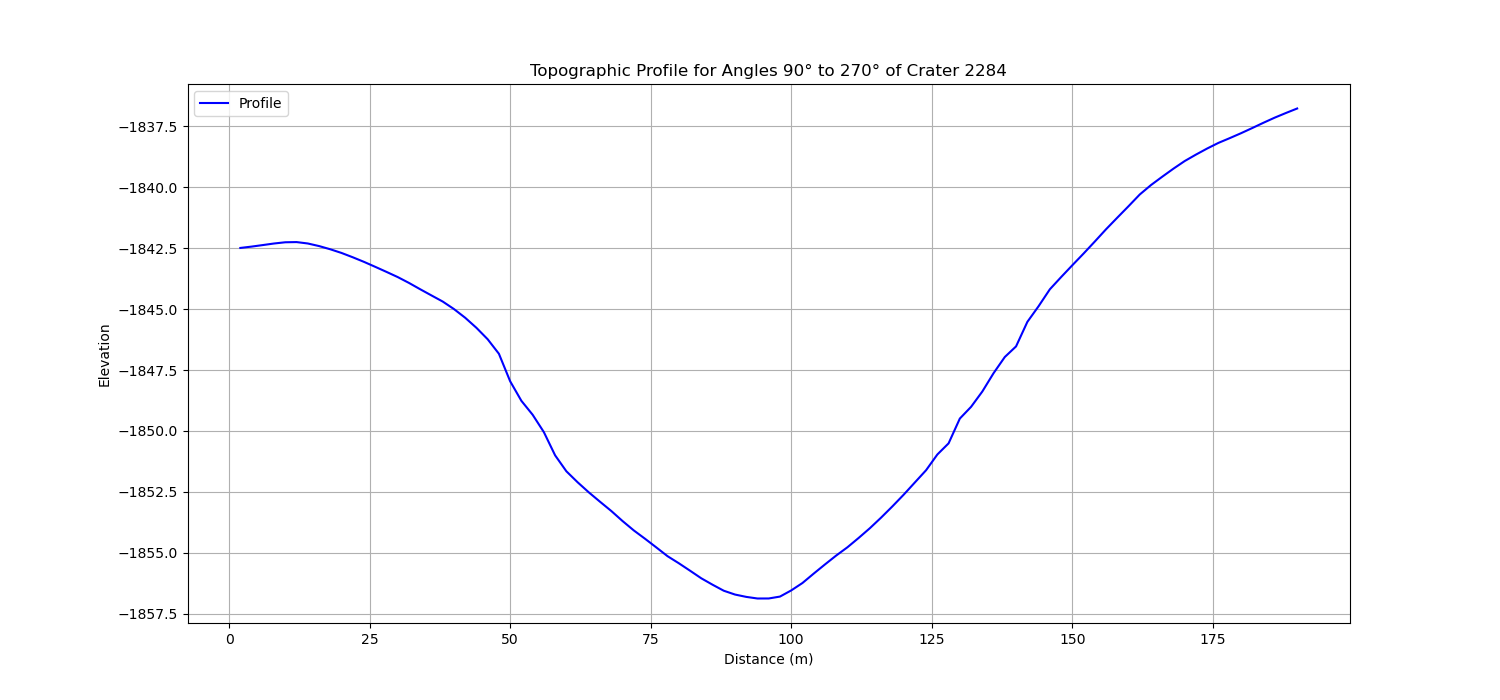 Topographic Profile for Angles 90° to 270° of Crater 2284
Profile
−1837.5
−1840.0
−1842.5
−1845.0
−1847.5
−1850.0
−1852.5
−1855.0
−1857.5
Elevation
0 25 50 75 100 125 150 175
Distance (m)